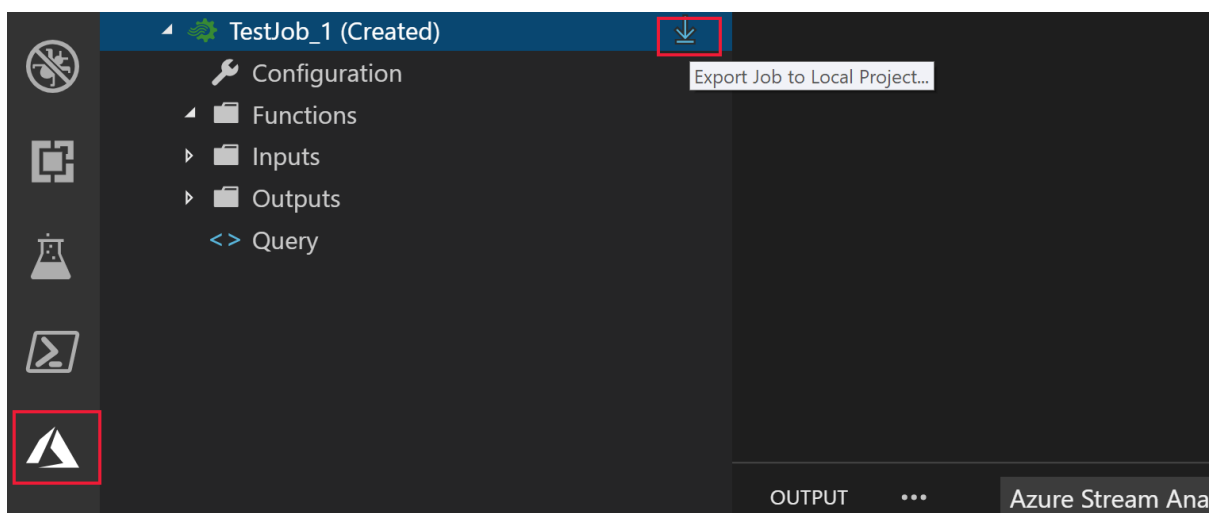 TestJob_1 (Created)
Export Job to Local Project...
Configuration
Functions
Inputs
Outputs
<> Query
OUTPUT ••• Azure Stream Ana